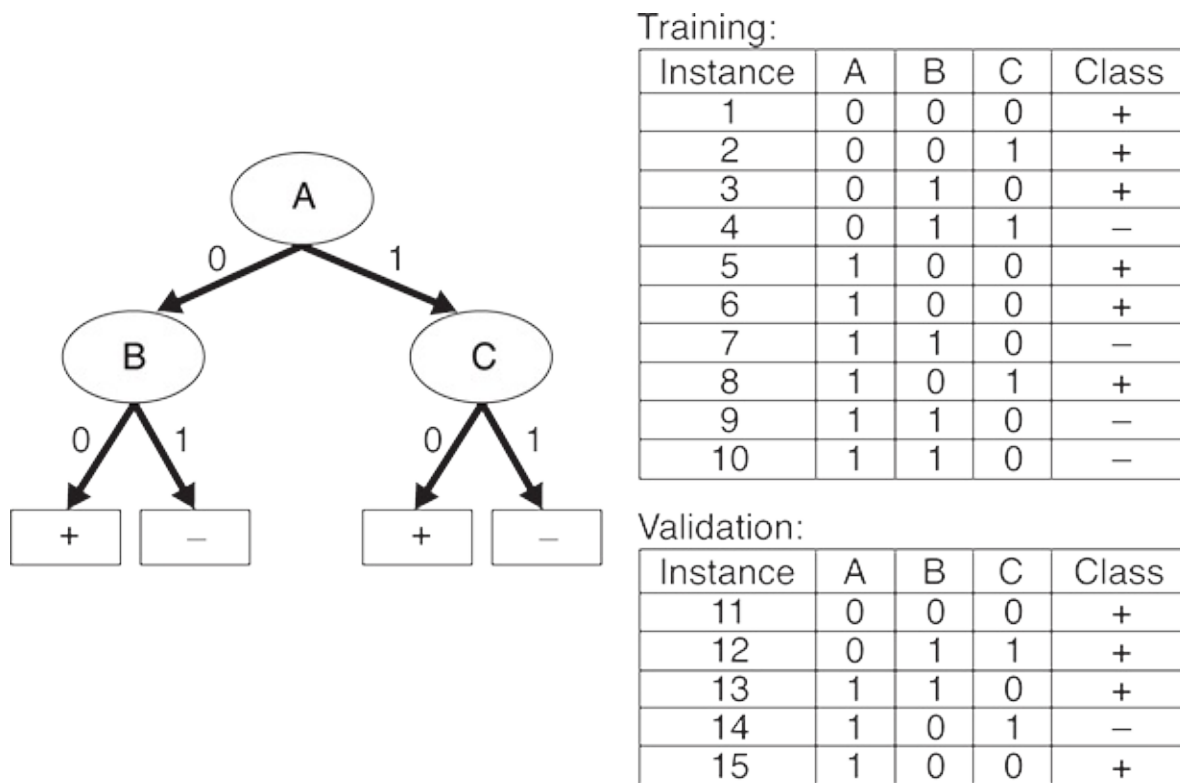 A
0 1
B C
0 1 0 1
+ − + −
Training:
Instance A B C Class
1 0 0 0 +
2 0 0 1 +
3 0 1 0 +
4 0 1 1 −
5 1 0 0 +
6 1 0 0 +
7 1 1 0 −
8 1 0 1 +
9 1 1 0 −
10 1 1 0 −
Validation:
Instance A B C Class
11 0 0 0 +
12 0 1 1 +
13 1 1 0 +
14 1 0 1 −
15 1 0 0 +